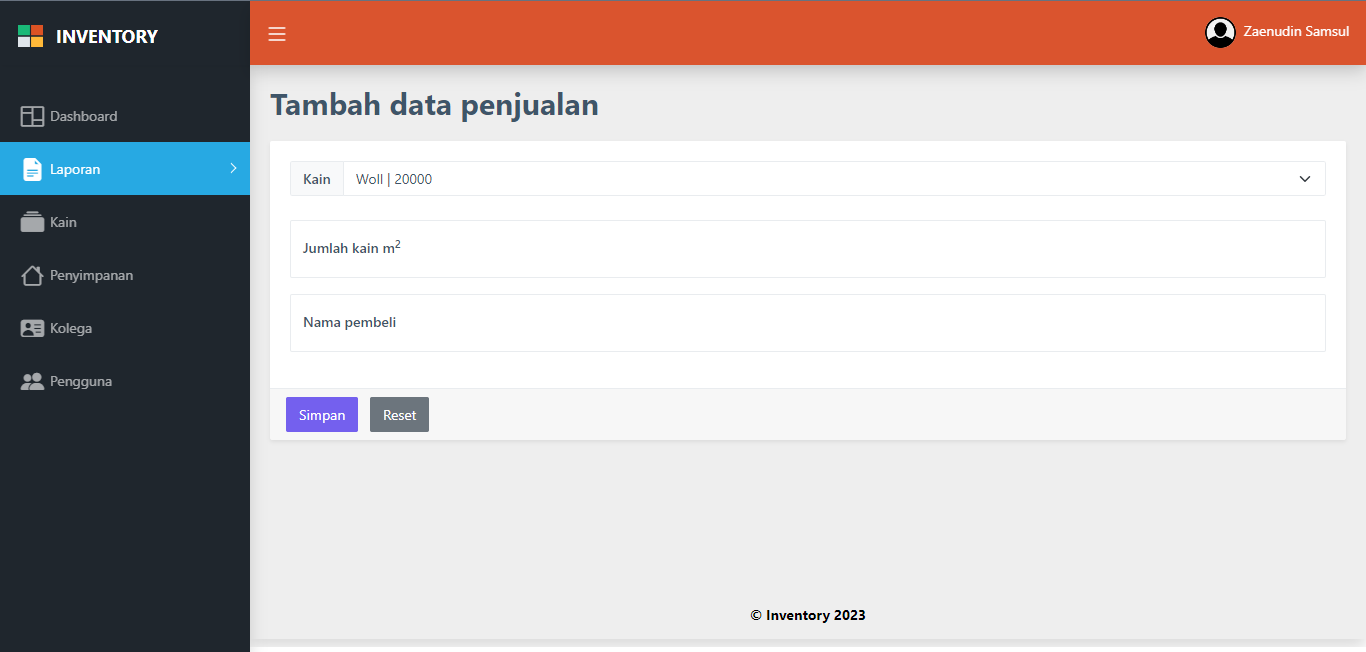 INVENTORY
Zaenudin Samsul
Dashboard
Laporan
Kain
Penyimpanan
Kolega
Pengguna
Tambah data penjualan
Kain Woll | 20000
Jumlah kain m²
Nama pembeli
Simpan Reset
© Inventory 2023